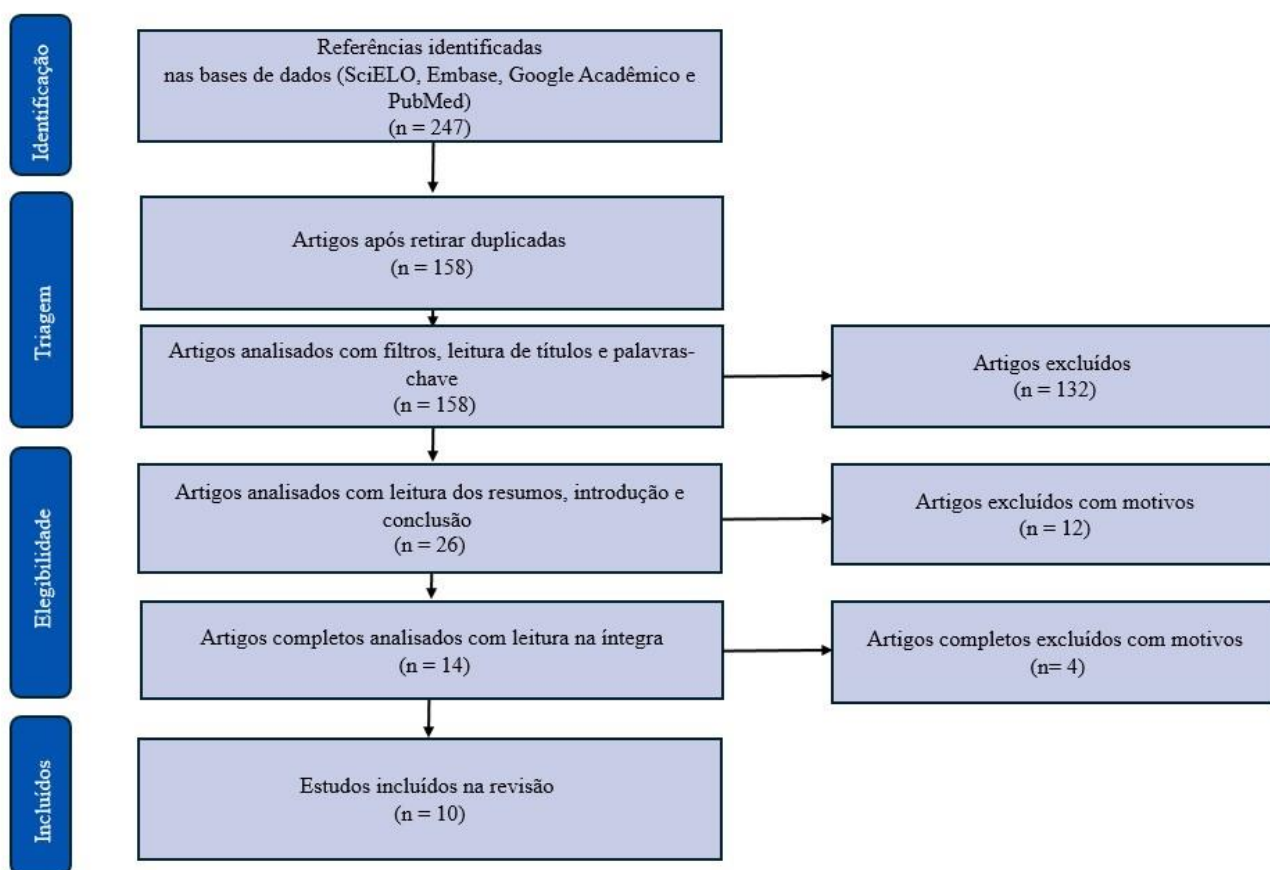 Identificação
Referências identificadas
nas bases de dados (SciELO, Embase, Google Acadêmico e
PubMed)
(n = 247)
Triagem
Artigos após retirar duplicadas
(n = 158)
Artigos analisados com filtros, leitura de títulos e palavras-
chave
(n = 158)
Artigos excluídos
(n = 132)
Elegibilidade
Artigos analisados com leitura dos resumos, introdução e
conclusão
(n = 26)
Artigos excluídos com motivos
(n = 12)
Artigos completos analisados com leitura na íntegra
(n = 14)
Artigos completos excluídos com motivos
(n= 4)
Incluídos
Estudos incluídos na revisão
(n = 10)